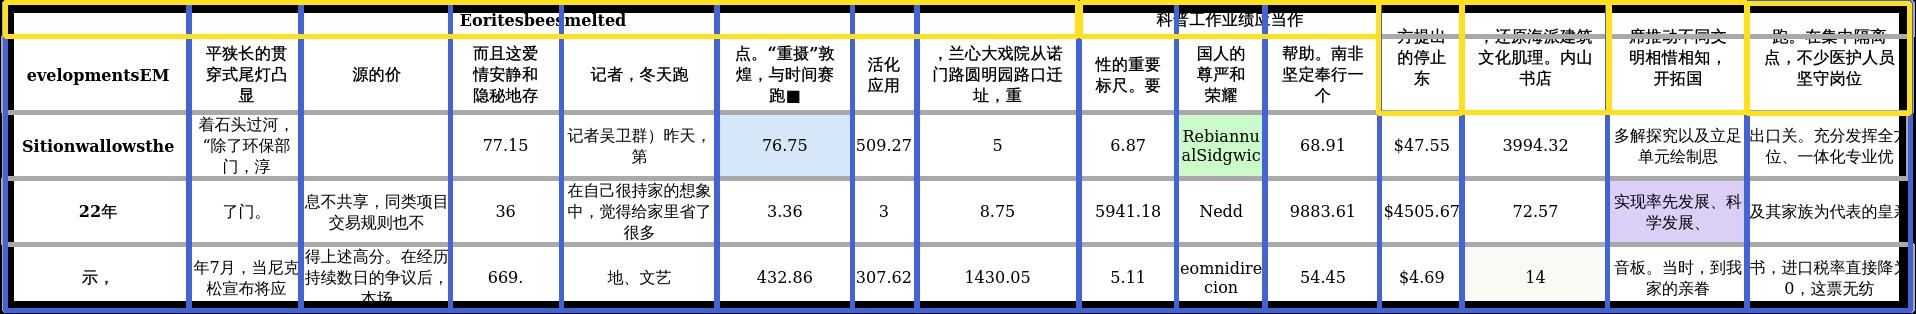 Eoritesbeesmelted
科普工作业绩应当作
evelopmentsEM
平狭长的贯
穿式尾灯凸
显
源的价
而且这爱
情安静和
隐秘地存
记者，冬天跑
点。“重摄”敦
煌，与时间赛
跑■
活化
应用
，兰心大戏院从诺
门路圆明园路口迁
址，重
性的重要
标尺。要
国人的
尊严和
荣耀
帮助。南非
坚定奉行一
个
方提出
的停止
东
，还原海派建筑
文化肌理。内山
书店
席推动不同文
明相惜相知，
开拓国
跑。在集中隔离
点，不少医护人员
坚守岗位
Sitionwallowsthe
着石头过河，
“除了环保部
门，淳
77.15
记者吴卫群）昨天，
第
76.75
509.27
5
6.87
Rebiannu
alSidgwic
68.91
$47.55
3994.32
多解探究以及立足
单元绘制思
出口关。充分发挥全方
位、一体化专业优
22年
了门。
息不共享，同类项目
交易规则也不
36
在自己很持家的想象
中，觉得给家里省了
很多
3.36
3
8.75
5941.18
Nedd
9883.61
$4505.67
72.57
实现率先发展、科
学发展、
及其家族为代表的皇亲
示，
年7月，当尼克
松宣布将应
得上述高分。在经历
持续数日的争议后，
本场
669.
地、文艺
432.86
307.62
1430.05
5.11
eomnidire
cion
54.45
$4.69
14
音板。当时，到我
家的亲眷
书，进口税率直接降为
0，这票无纺